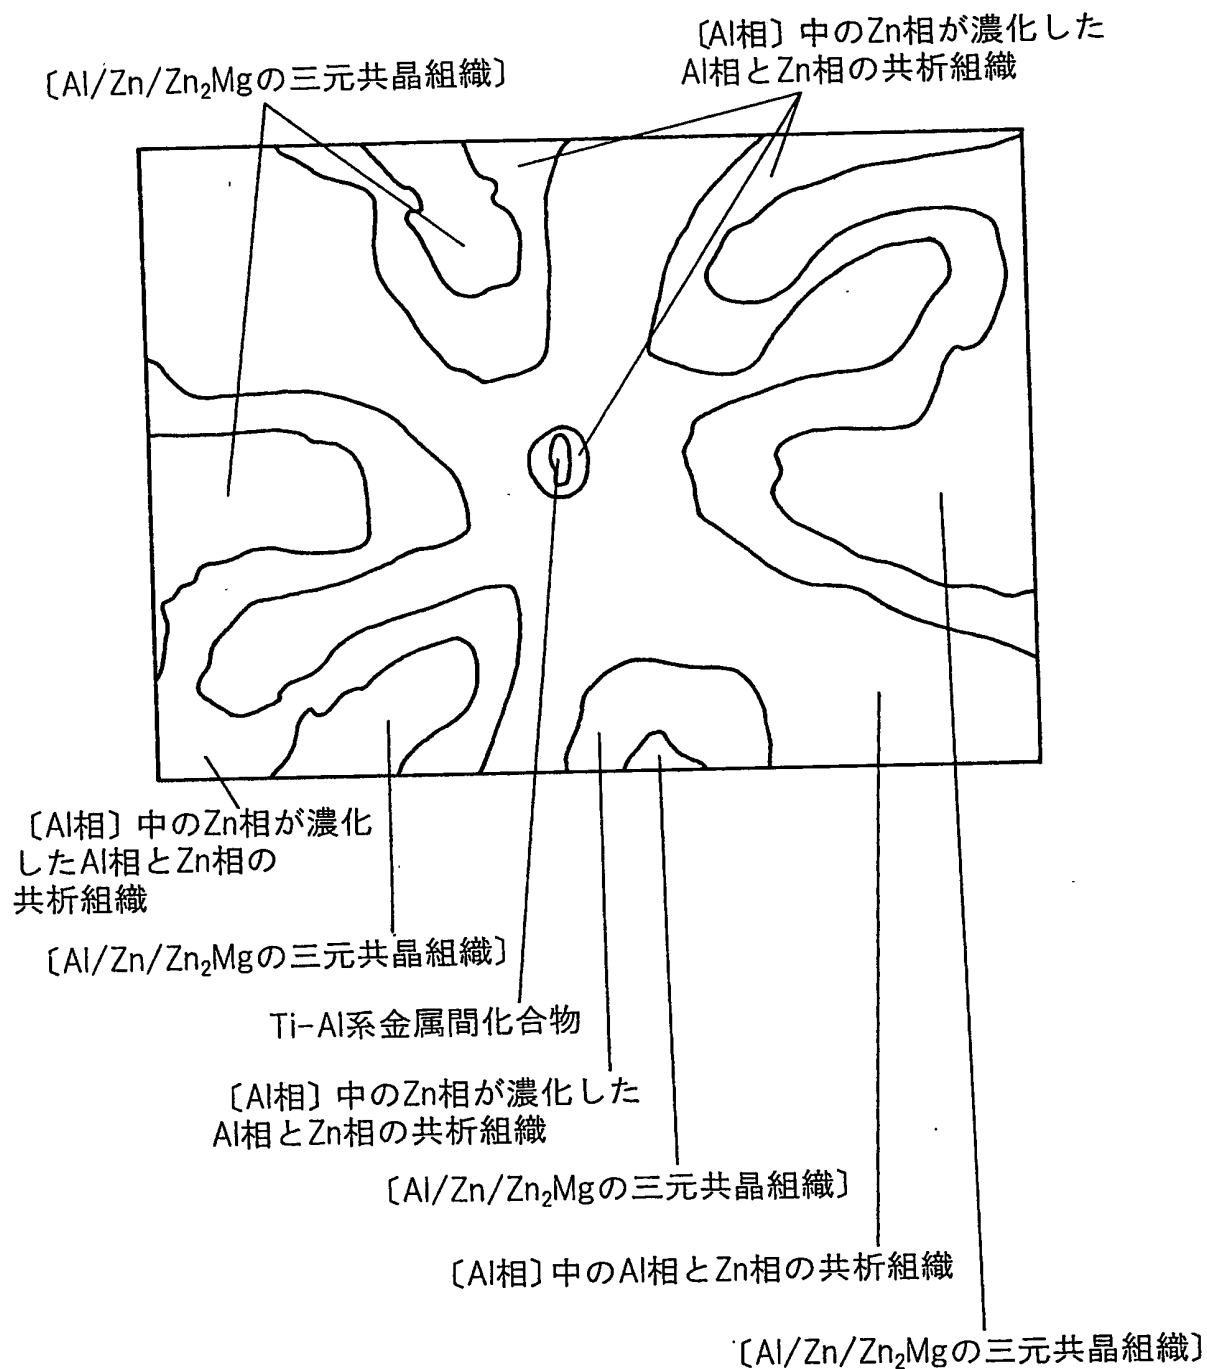 〔Al相〕中のZn相が濃化した
Al相とZn相の共析組織
〔Al/Zn/Zn₂Mgの三元共晶組織〕
〔Al相〕中のZn相が濃化
したAl相とZn相の
共析組織
〔Al/Zn/Zn₂Mgの三元共晶組織〕
Ti-Al系金属間化合物
〔Al相〕中のZn相が濃化した
Al相とZn相の共析組織
〔Al/Zn/Zn₂Mgの三元共晶組織〕
〔Al相〕中のAl相とZn相の共析組織
〔Al/Zn/Zn₂Mgの三元共晶組織〕